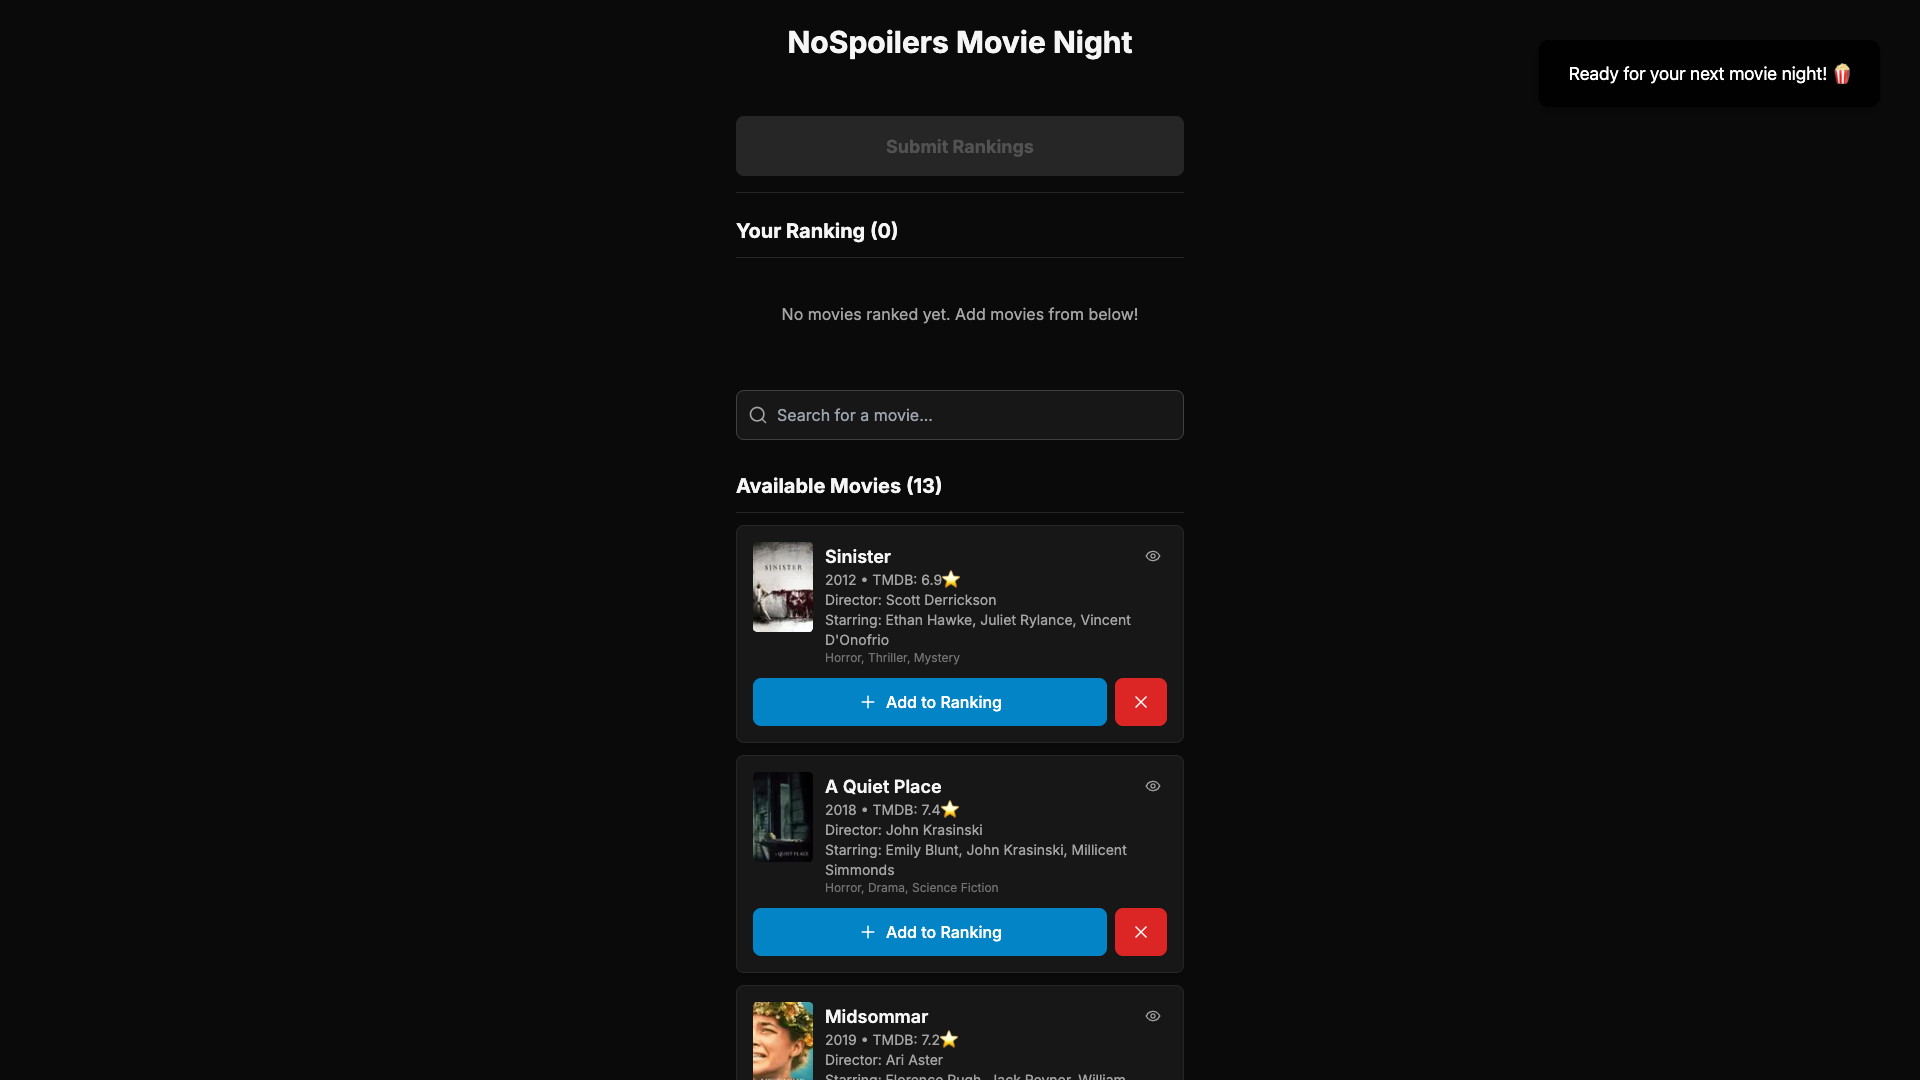 NoSpoilers Movie Night
Ready for your next movie night! 🍿
Submit Rankings
Your Ranking (0)
No movies ranked yet. Add movies from below!
Search for a movie...
Available Movies (13)
SINISTER
Sinister
2012 • TMDB: 6.9⭐
Director: Scott Derrickson
Starring: Ethan Hawke, Juliet Rylance, Vincent
D'Onofrio
Horror, Thriller, Mystery
Add to Ranking
A QUIET PLACE
A Quiet Place
2018 • TMDB: 7.4⭐
Director: John Krasinski
Starring: Emily Blunt, John Krasinski, Millicent
Simmonds
Horror, Drama, Science Fiction
Add to Ranking
Midsommar
2019 • TMDB: 7.2⭐
Director: Ari Aster
Starring: Florence Pugh, Jack Reynor, William